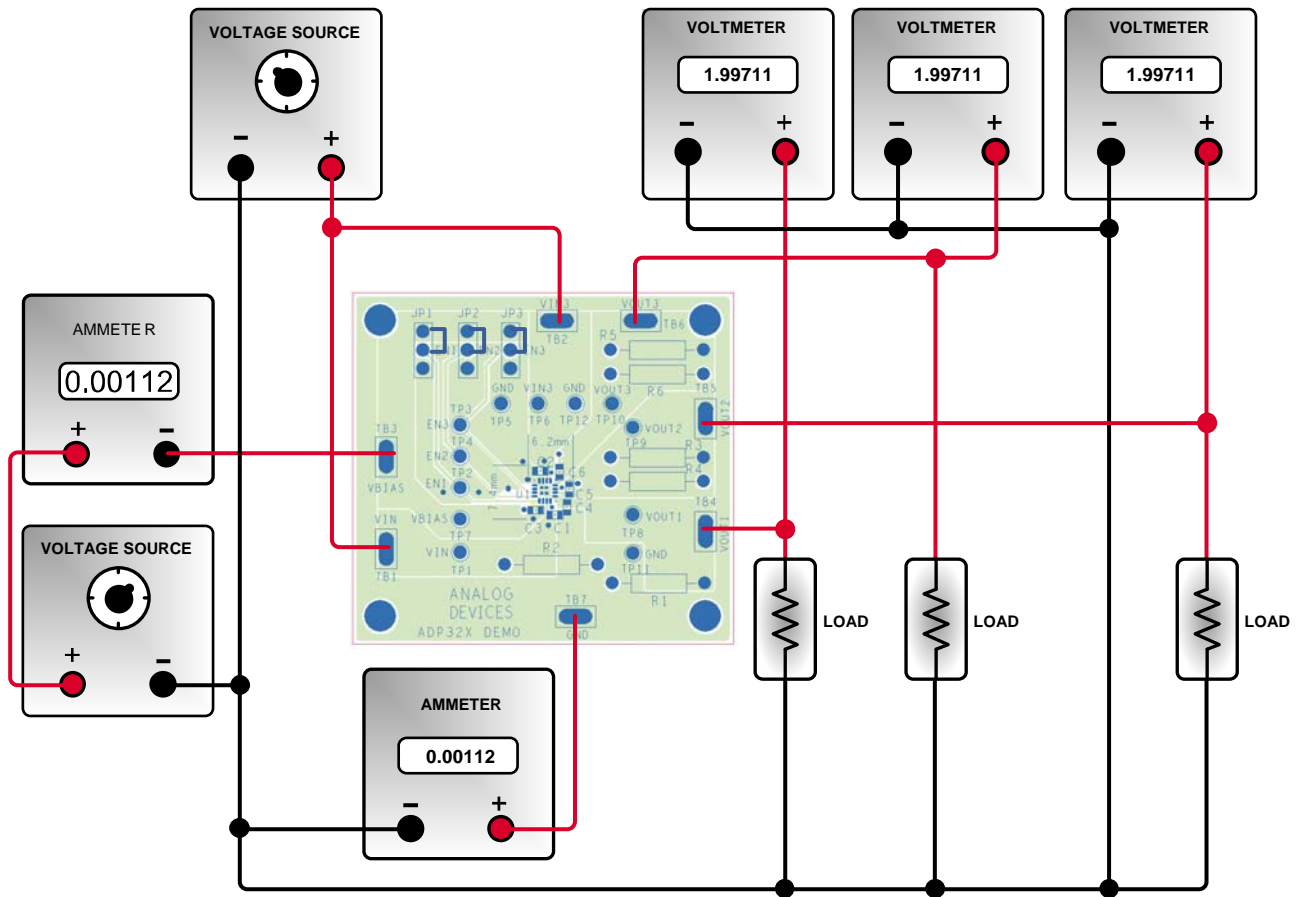 VOLTAGE SOURCE
- +
VOLTMETER
1.99711
- +
VOLTMETER
1.99711
- +
VOLTMETER
1.99711
- +
AMMETE R
0.00112
+ -
VOLTAGE SOURCE
+ -
AMMETER
0.00112
- +
LOAD
LOAD
LOAD
JP1
JP2
JP3
EN1
EN2
EN3
VIN3
TB2
VOUT3
TB6
R5
R6
GND
TP5
VIN3
TP6
GND
TP12
VOUT3
TP10
TB5
VOUT2
TP3
EN3
TP4
EN2
TP2
EN1
TB3
VBIAS
VOUT2
TP9
R3
R4
6.2mm
C2
C6
U1
C5
C4
C3
C1
TB4
VOUT1
VOUT1
TP8
GND
TP11
VBIAS
TP7
VIN
TP1
VIN
TB1
R2
R1
ANALOG
DEVICES
ADP32X DEMO
TB7
GND